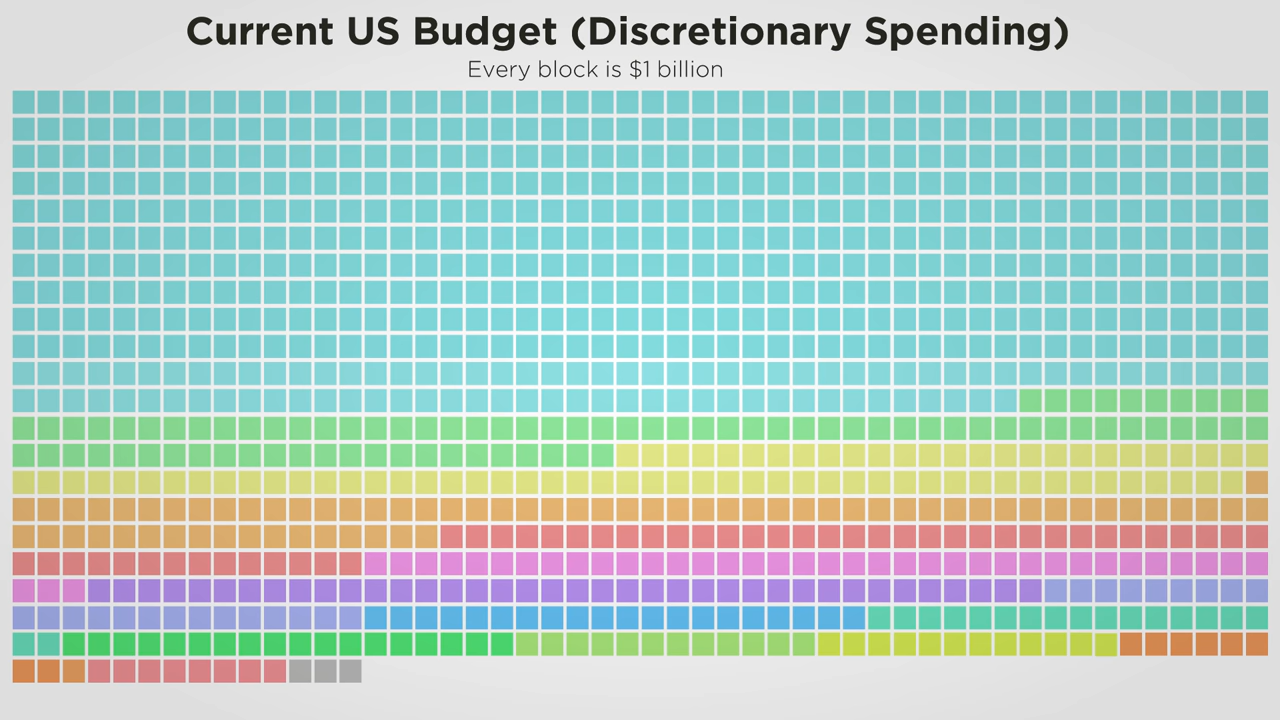 Current US Budget (Discretionary Spending)
Every block is $1 billion